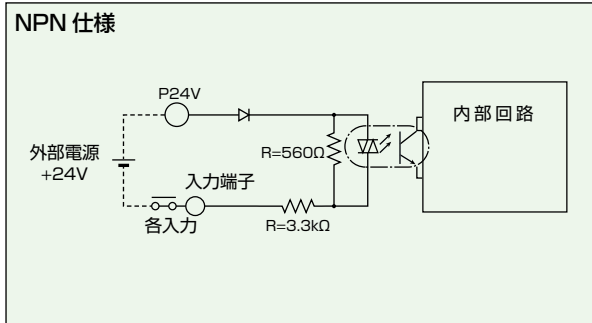 NPN 仕様
P24V
内部回路
外部電源
+24V
R=560Ω
入力端子
各入力
R=3.3kΩ